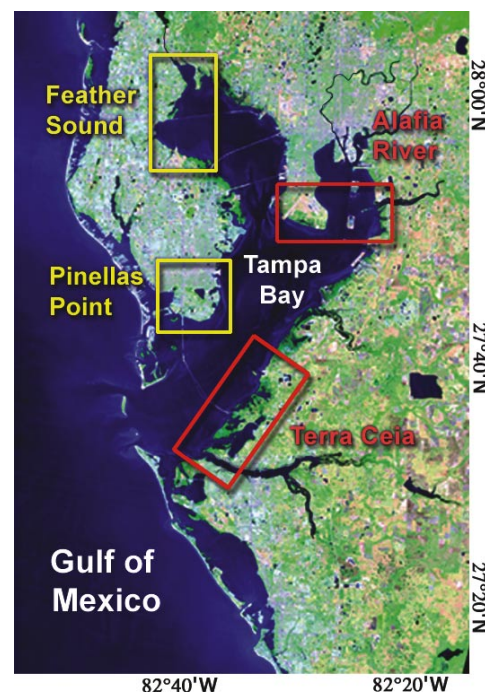 Feather
Sound
Alafia
River
28°00'N
Pinellas
Point
Tampa
Bay
27°40'N
Terra Ceia
Gulf of
Mexico
27°20'N
82°40'W
82°20'W